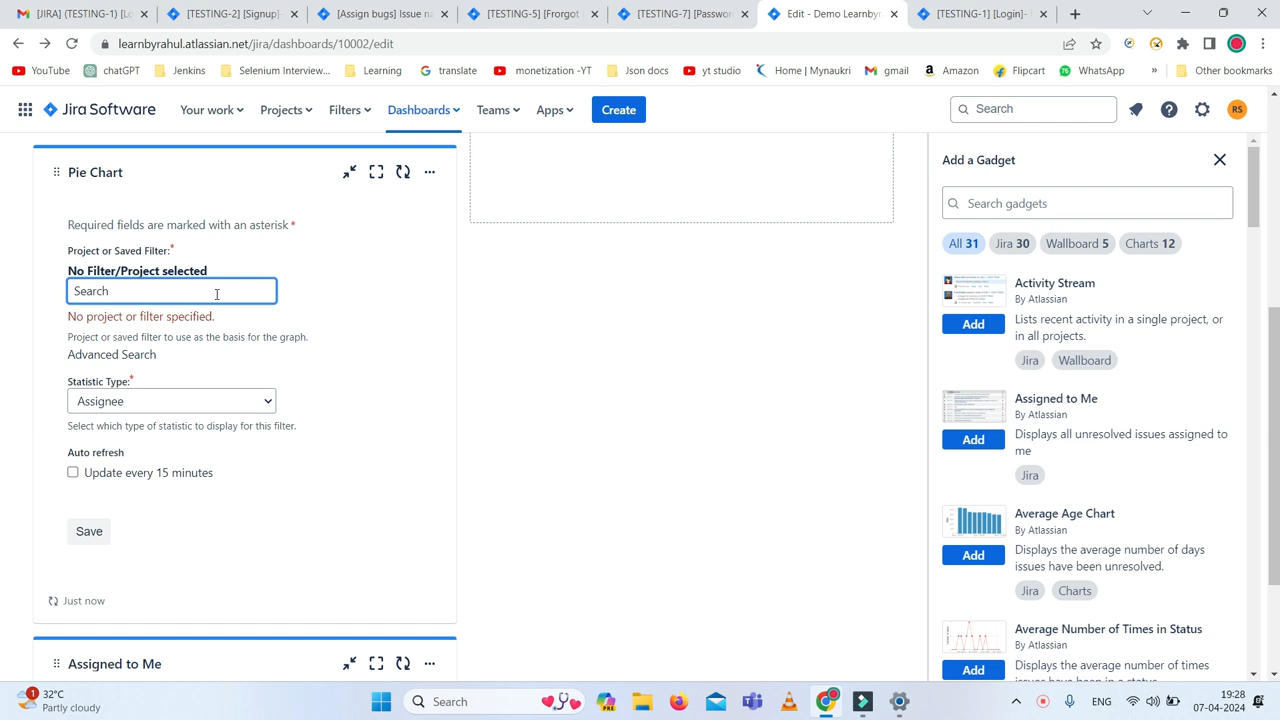 [JIRA] (TESTING-1) [Lo
[TESTING-2] [Signup]-
[Assign bugs] Issue na
[TESTING-5] [Frorgot
[TESTING-7] [Passwor
Edit - Demo Learnbyr
[TESTING-1] [Login]-
learnbyrahul.atlassian.net/jira/dashboards/10002/edit
YouTube
chatGPT
Jenkins
Selenium Interview...
Learning
translate
monetization -YT
Json docs
yt studio
Home | Mynaukri
gmail
Amazon
Flipcart
WhatsApp
»
Other bookmarks
Jira Software
Your work
Projects
Filters
Dashboards
Teams
Apps
Create
Search
RS
Pie Chart
Required fields are marked with an asterisk *
Project or Saved Filter:*
No Filter/Project selected
Search
No project or filter specified.
Project or saved filter to use as the basis for the graph.
Advanced Search
Statistic Type:*
Assignee
Select which type of statistic to display for this filter.
Auto refresh
Update every 15 minutes
Save
Just now
Assigned to Me
Add a Gadget
Search gadgets
All 31
Jira 30
Wallboard 5
Charts 12
Activity Stream
By Atlassian
Add
Lists recent activity in a single project, or
in all projects.
Jira
Wallboard
Assigned to Me
By Atlassian
Add
Displays all unresolved issues assigned to
me
Jira
Average Age Chart
By Atlassian
Add
Displays the average number of days
issues have been unresolved.
Jira
Charts
Average Number of Times in Status
By Atlassian
Add
Displays the average number of times
issues have been in a status.
1
32°C
Partly cloudy
Search
PRE
ENG
19:28
07-04-2024